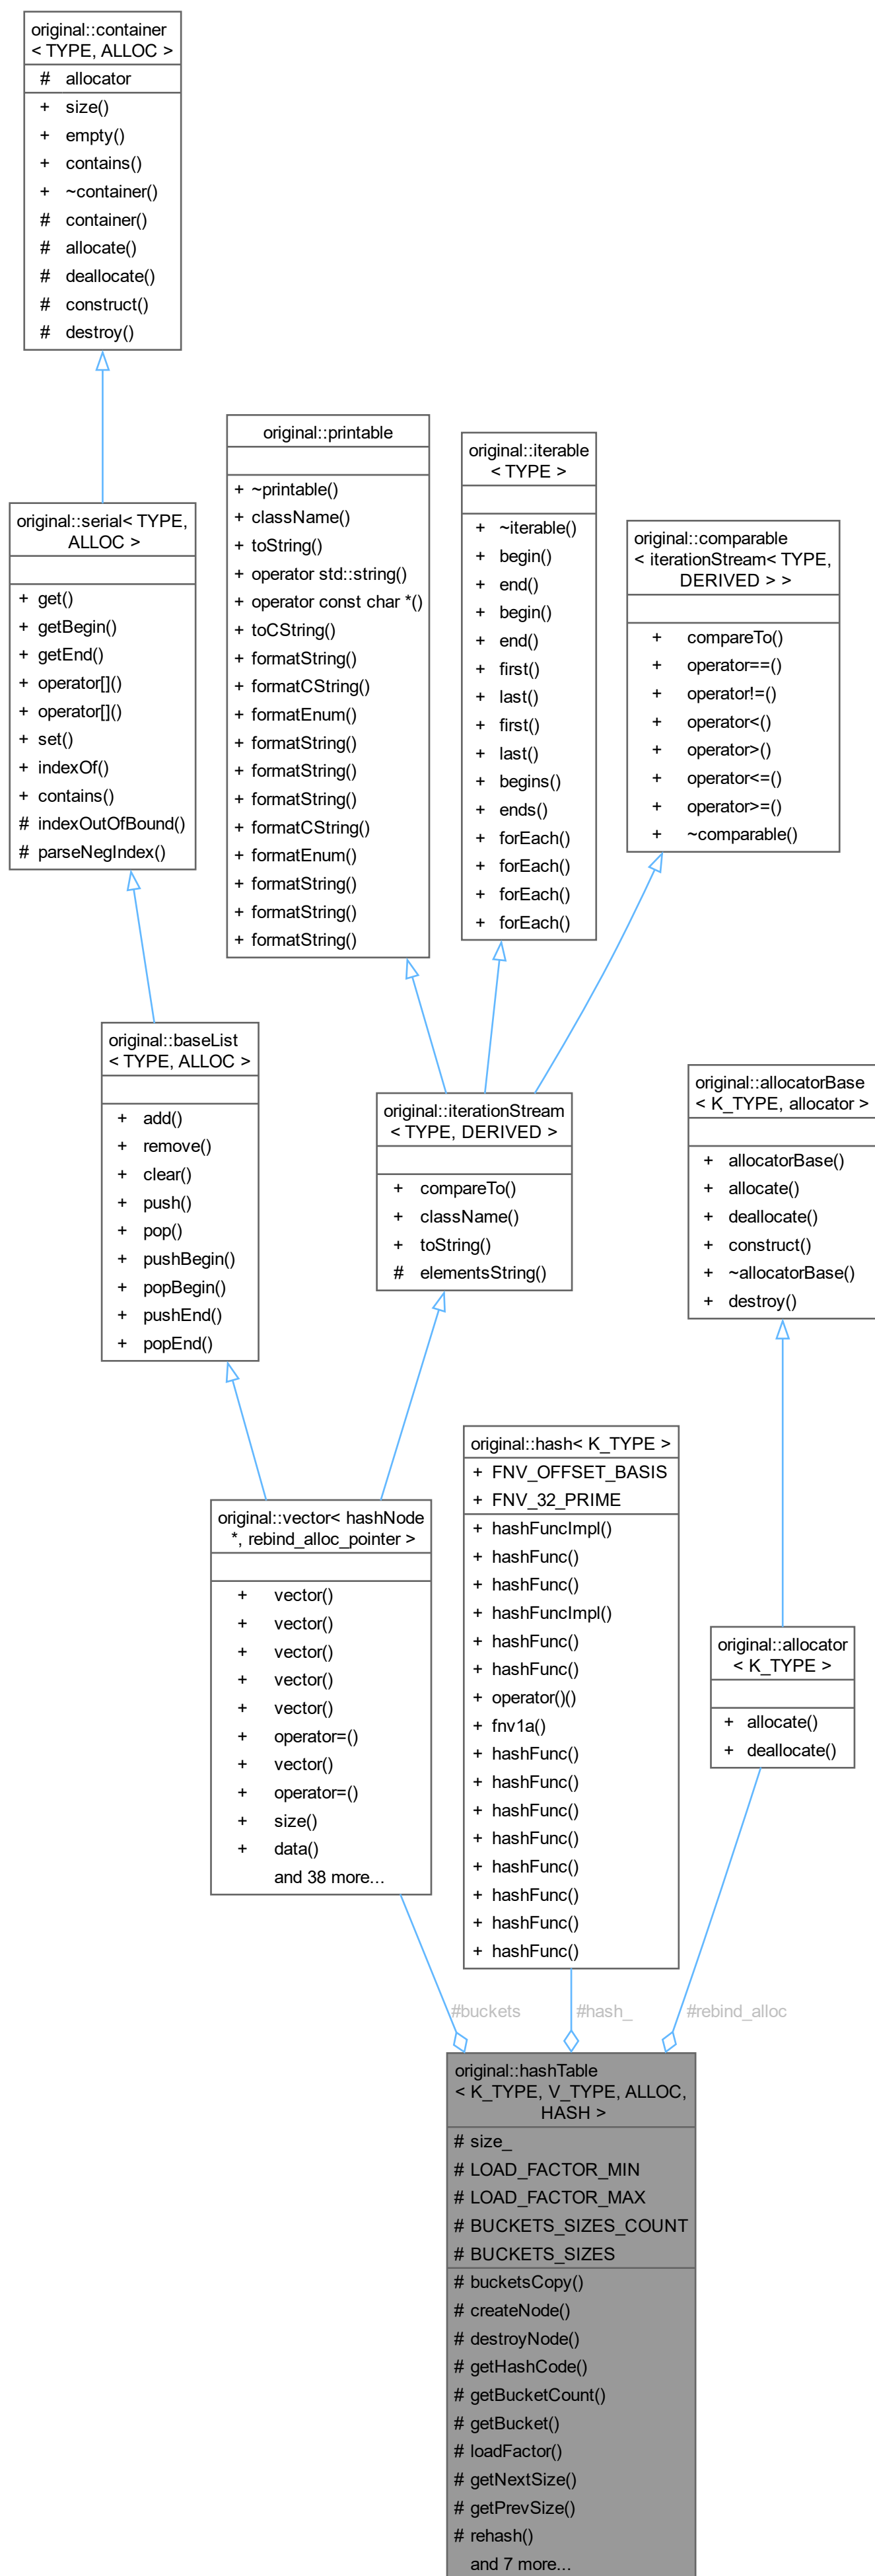 original::container
< TYPE, ALLOC >
# allocator
+ size()
+ empty()
+ contains()
+ ~container()
# container()
# allocate()
# deallocate()
# construct()
# destroy()
original::serial< TYPE,
ALLOC >
+ get()
+ getBegin()
+ getEnd()
+ operator[]()
+ operator[]()
+ set()
+ indexOf()
+ contains()
# indexOutOfBound()
# parseNegIndex()
original::printable
+ ~printable()
+ className()
+ toString()
+ operator std::string()
+ operator const char *()
+ toCString()
+ formatString()
+ formatCString()
+ formatEnum()
+ formatString()
+ formatString()
+ formatString()
+ formatCString()
+ formatEnum()
+ formatString()
+ formatString()
+ formatString()
original::iterable
< TYPE >
+ ~iterable()
+ begin()
+ end()
+ begin()
+ end()
+ first()
+ last()
+ first()
+ last()
+ begins()
+ ends()
+ forEach()
+ forEach()
+ forEach()
+ forEach()
original::comparable
< iterationStream< TYPE,
DERIVED > >
+ compareTo()
+ operator==()
+ operator!=()
+ operator<()
+ operator>()
+ operator<=()
+ operator>=()
+ ~comparable()
original::baseList
< TYPE, ALLOC >
+ add()
+ remove()
+ clear()
+ push()
+ pop()
+ pushBegin()
+ popBegin()
+ pushEnd()
+ popEnd()
original::iterationStream
< TYPE, DERIVED >
+ compareTo()
+ className()
+ toString()
# elementsString()
original::allocatorBase
< K_TYPE, allocator >
+ allocatorBase()
+ allocate()
+ deallocate()
+ construct()
+ ~allocatorBase()
+ destroy()
original::vector< hashNode
*, rebind_alloc_pointer >
+ vector()
+ vector()
+ vector()
+ vector()
+ vector()
+ operator=()
+ vector()
+ operator=()
+ size()
+ data()
and 38 more...
original::hash< K_TYPE >
+ FNV_OFFSET_BASIS
+ FNV_32_PRIME
+ hashFuncImpl()
+ hashFunc()
+ hashFunc()
+ hashFuncImpl()
+ hashFunc()
+ hashFunc()
+ operator()()
+ fnv1a()
+ hashFunc()
+ hashFunc()
+ hashFunc()
+ hashFunc()
+ hashFunc()
+ hashFunc()
+ hashFunc()
+ hashFunc()
original::allocator
< K_TYPE >
+ allocate()
+ deallocate()
#buckets
#hash_
#rebind_alloc
original::hashTable
< K_TYPE, V_TYPE, ALLOC,
HASH >
# size_
# LOAD_FACTOR_MIN
# LOAD_FACTOR_MAX
# BUCKETS_SIZES_COUNT
# BUCKETS_SIZES
# bucketsCopy()
# createNode()
# destroyNode()
# getHashCode()
# getBucketCount()
# getBucket()
# loadFactor()
# getNextSize()
# getPrevSize()
# rehash()
and 7 more...